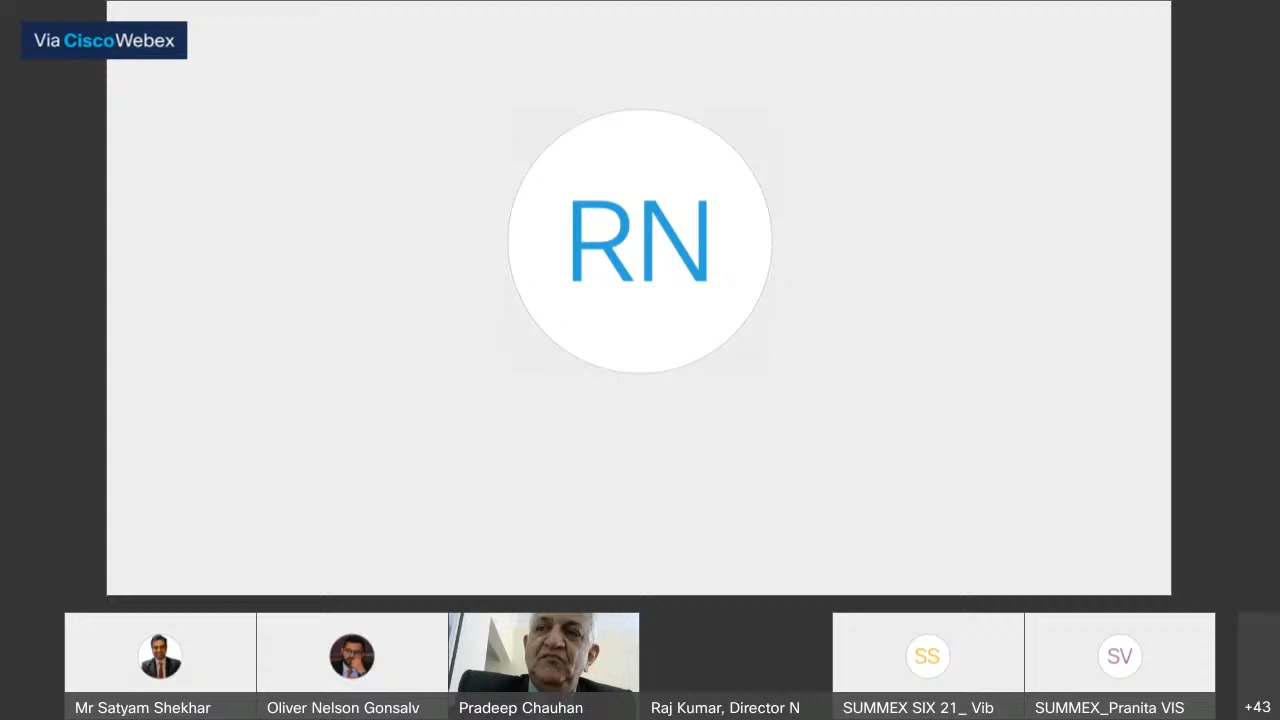 Via CiscoWebex
RN
SS
SV
Mr Satyam Shekhar
Oliver Nelson Gonsalv
Pradeep Chauhan
Raj Kumar, Director N
SUMMEX SIX 21_ Vib
SUMMEX_Pranita VIS
+43